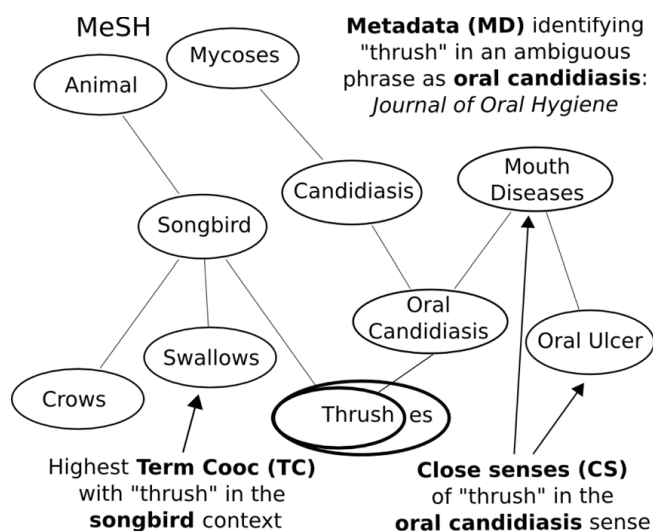 MeSH
Animal
Mycoses
Metadata (MD) identifying
"thrush" in an ambiguous
phrase as oral candidiasis:
Journal of Oral Hygiene
Songbird
Candidiasis
Mouth
Diseases
Crows
Swallows
Oral
Candidiasis
Oral Ulcer
Thrush es
Highest Term Cooc (TC)
with "thrush" in the
songbird context
Close senses (CS)
of "thrush" in the
oral candidiasis sense